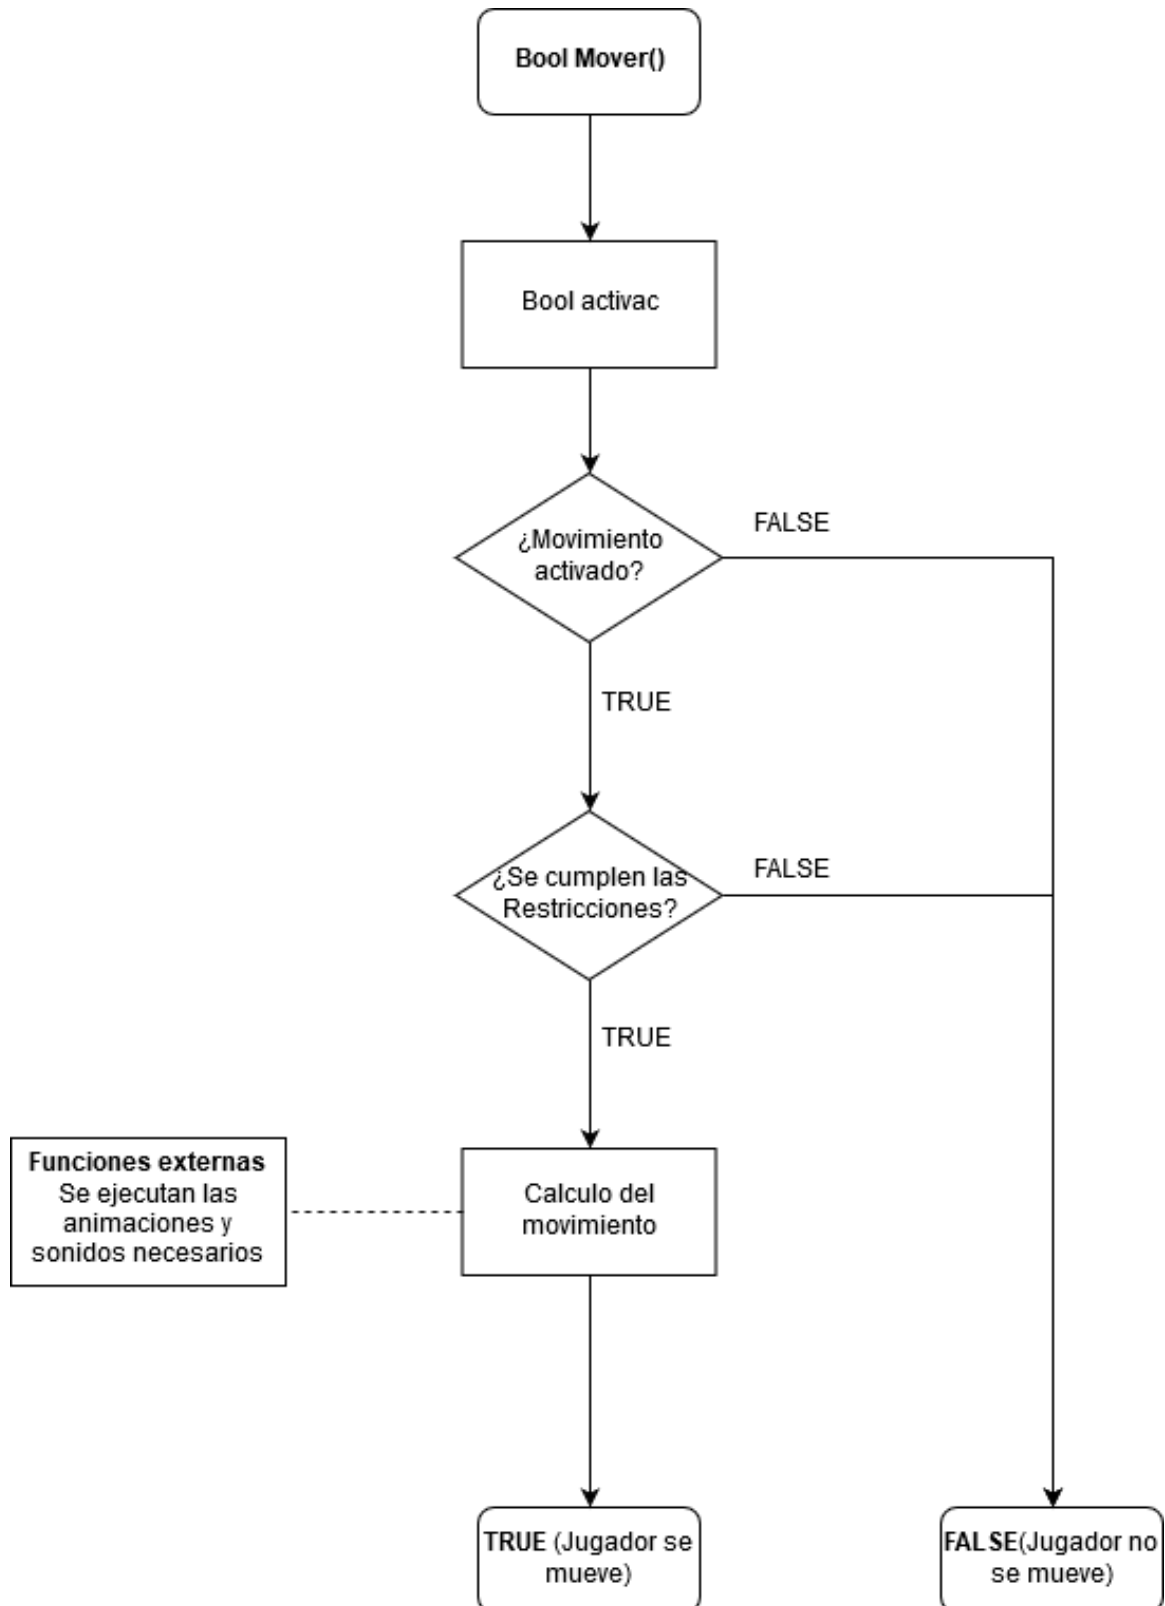 Bool Mover()
Bool activac
¿Movimiento
activado?
FALSE
TRUE
¿Se cumplen las
Restricciones?
FALSE
TRUE
Funciones externas
Se ejecutan las
animaciones y
sonidos necesarios
Calculo del
movimiento
TRUE (Jugador se
mueve)
FALSE(Jugador no
se mueve)